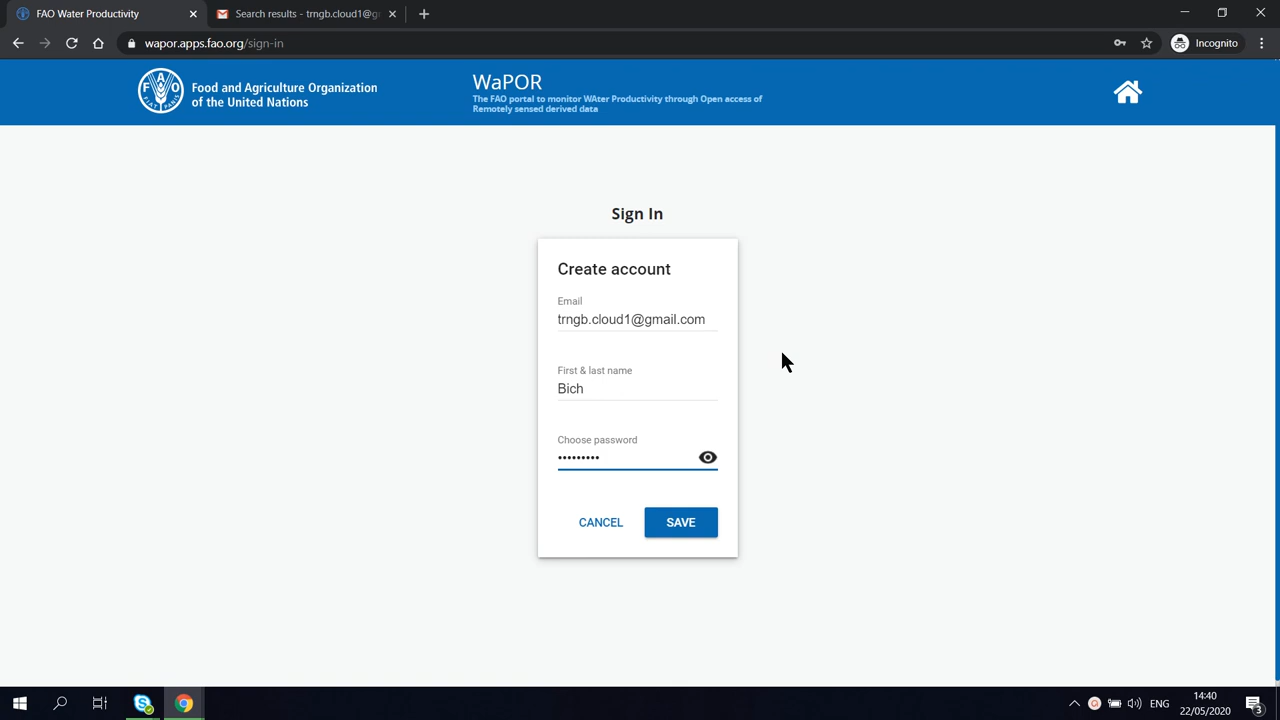 FAO Water Productivity
Search results - trngb.cloud1@g
wapor.apps.fao.org/sign-in
Incognito
Food and Agriculture Organization
of the United Nations
WaPOR
The FAO portal to monitor WAter Productivity through Open access of
Remotely sensed derived data
Sign In
Create account
Email
trngb.cloud1@gmail.com
First & last name
Bich
Choose password
•••••••••
CANCEL
SAVE
ENG
14:40
22/05/2020
3